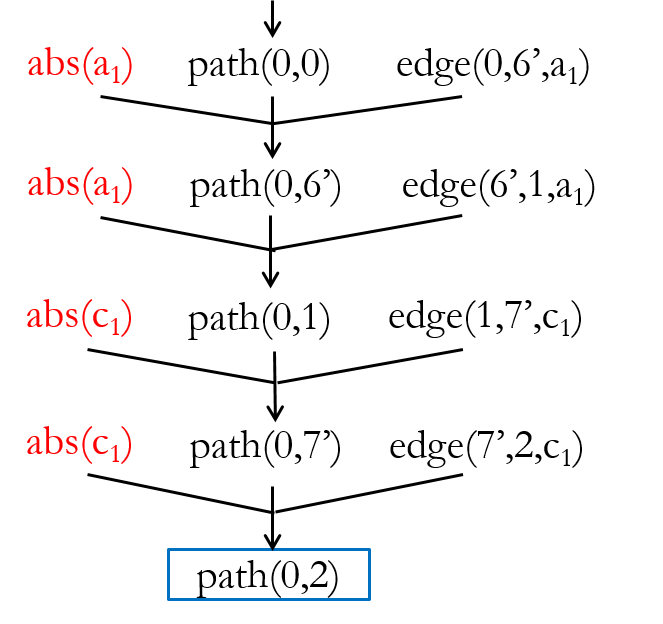 abs(a₁) path(0,0) edge(0,6’,a₁)
abs(a₁) path(0,6’) edge(6’,1,a₁)
abs(c₁) path(0,1) edge(1,7’,c₁)
abs(c₁) path(0,7’) edge(7’,2,c₁)
path(0,2)